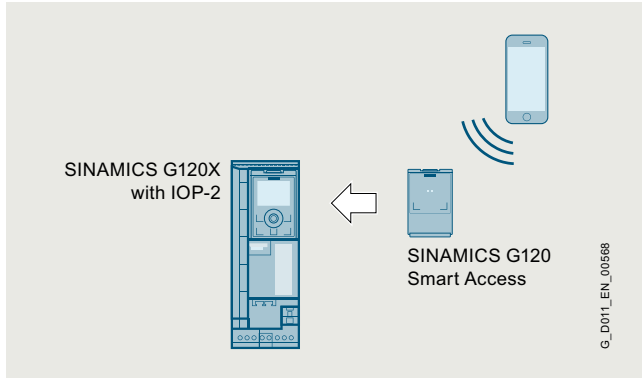 SINAMICS G120X
with IOP-2
SINAMICS G120
Smart Access
G_D011_EN_00568